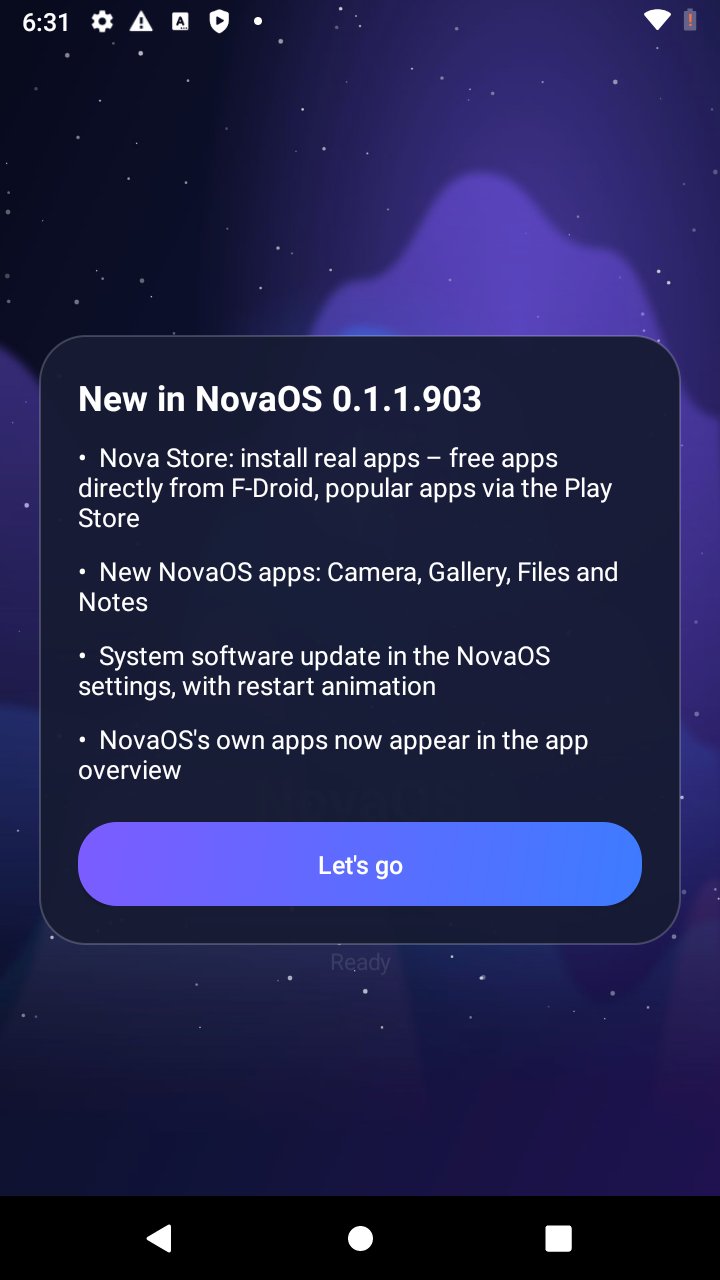 6:31
New in NovaOS 0.1.1.903
• Nova Store: install real apps – free apps
directly from F-Droid, popular apps via the Play
Store
• New NovaOS apps: Camera, Gallery, Files and
Notes
• System software update in the NovaOS
settings, with restart animation
• NovaOS's own apps now appear in the app
overview
NovaOS
Let's go
Ready